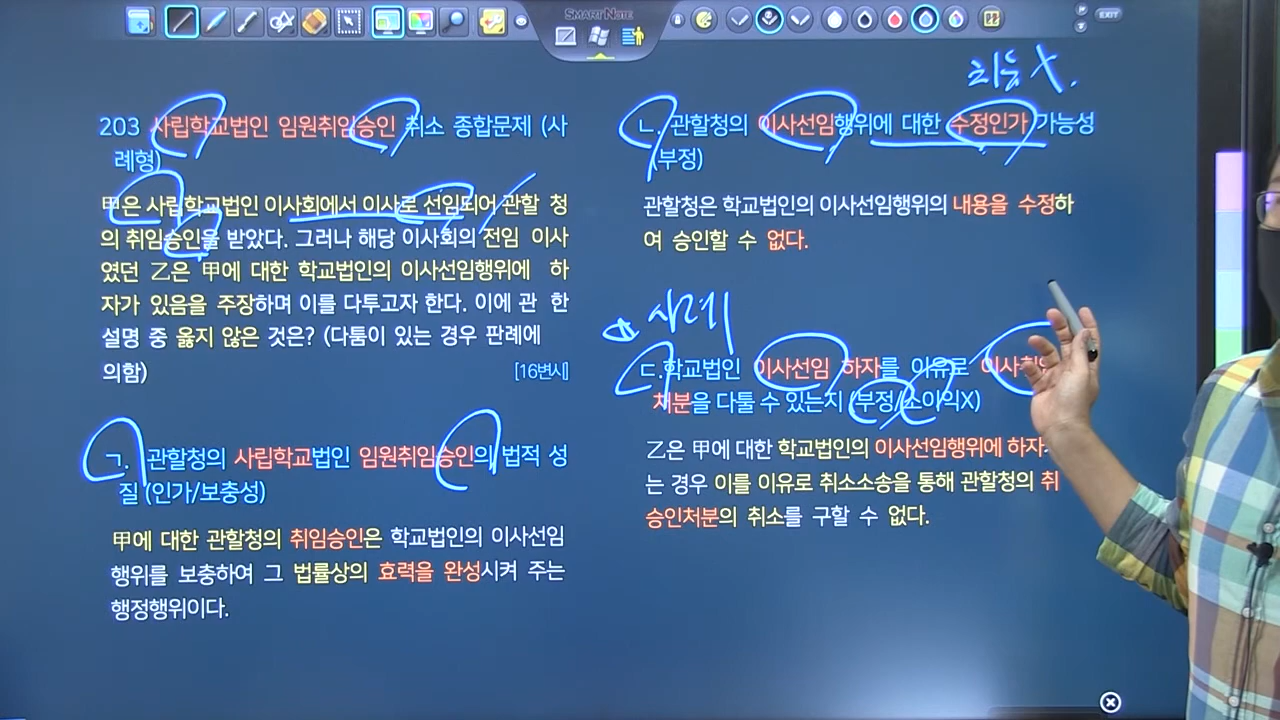 SMART NOTE
EXIT
203 사립학교법인 임원취임승인 취소 종합문제 (사
례형)
甲은 사립학교법인 이사회에서 이사로 선임되어 관할 청
의 취임승인을 받았다. 그러나 해당 이사회의 전임 이사
였던 乙은 甲에 대한 학교법인의 이사선임행위에 하
자가 있음을 주장하며 이를 다투고자 한다. 이에 관 한
설명 중 옳지 않은 것은? (다툼이 있는 경우 판례에
의함) [16변시]
ㄱ. 관할청의 사립학교법인 임원취임승인의 법적 성
질 (인가/보충성)
甲에 대한 관할청의 취임승인은 학교법인의 이사선임
행위를 보충하여 그 법률상의 효력을 완성시켜 주는
행정행위이다.
X.
ㄴ. 관할청의 이사선임행위에 대한 수정인가 가능성
(부정)
관할청은 학교법인의 이사선임행위의 내용을 수정하
여 승인할 수 없다.
☆ 사례
ㄷ.학교법인 이사선임 하자를 이유로
처분을 다툴 수 있는지 (부정/소이익X)
乙은 甲에 대한 학교법인의 이사선임행위에 하자
는 경우 이를 이유로 취소소송을 통해 관할청의 취
승인처분의 취소를 구할 수 없다.